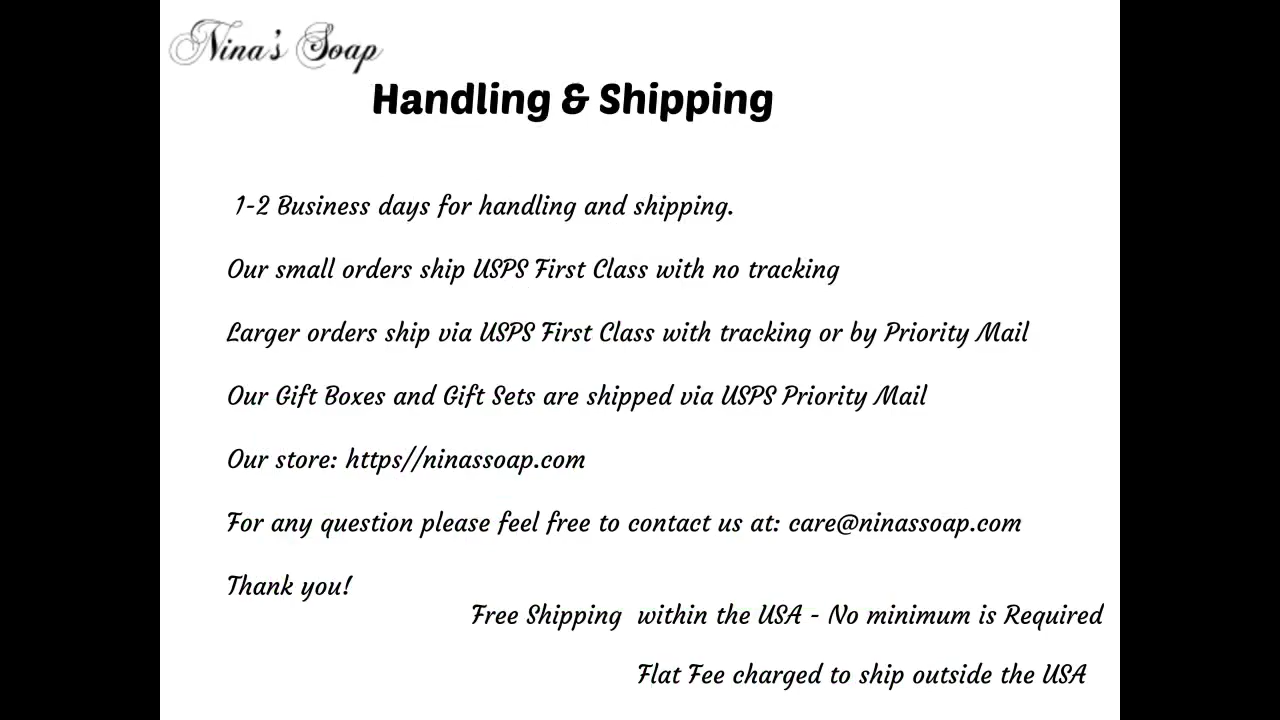 Nina's Soap
Handling & Shipping
1-2 Business days for handling and shipping.
Our small orders ship USPS First Class with no tracking
Larger orders ship via USPS First Class with tracking or by Priority Mail
Our Gift Boxes and Gift Sets are shipped via USPS Priority Mail
Our store: https//ninassoap.com
For any question please feel free to contact us at: care@ninassoap.com
Thank you!
Free Shipping  within the USA - No minimum is Required
Flat Fee charged to ship outside the USA